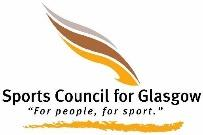 Sports Council for Glasgow
"For people, for sport."